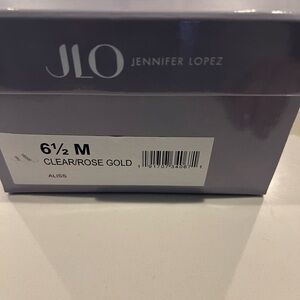 JLO JENNIFER LOPEZ
6½ M
CLEAR/ROSE GOLD
ALISS